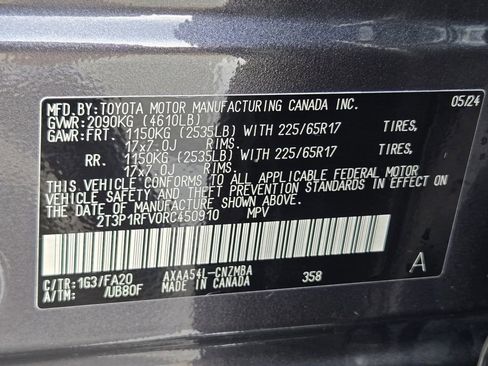 MFD.BY:TOYOTA MOTOR MANUFACTURING CANADA INC. 05/24
GVWR:2090KG (4610LB)
GAWR:FRT. 1150KG (2535LB) WITH 225/65R17 TIRES,
17x7.0J RIMS.
RR. 1150KG (2535LB) WITH 225/65R17 TIRES,
17x7.0J RIMS.
THIS VEHICLE CONFORMS TO ALL APPLICABLE FEDERAL MOTOR
VEHICLE SAFETY AND THEFT PREVENTION STANDARDS IN EFFECT ON
THE DATE OF MANUFACTURE SHOWN ABOVE.
2T3P1RFV0RC450910 MPV
C/TR:1G3/FA20 AXAA54L-CNZMBA 358 A
A/TM: /UB80F MADE IN CANADA